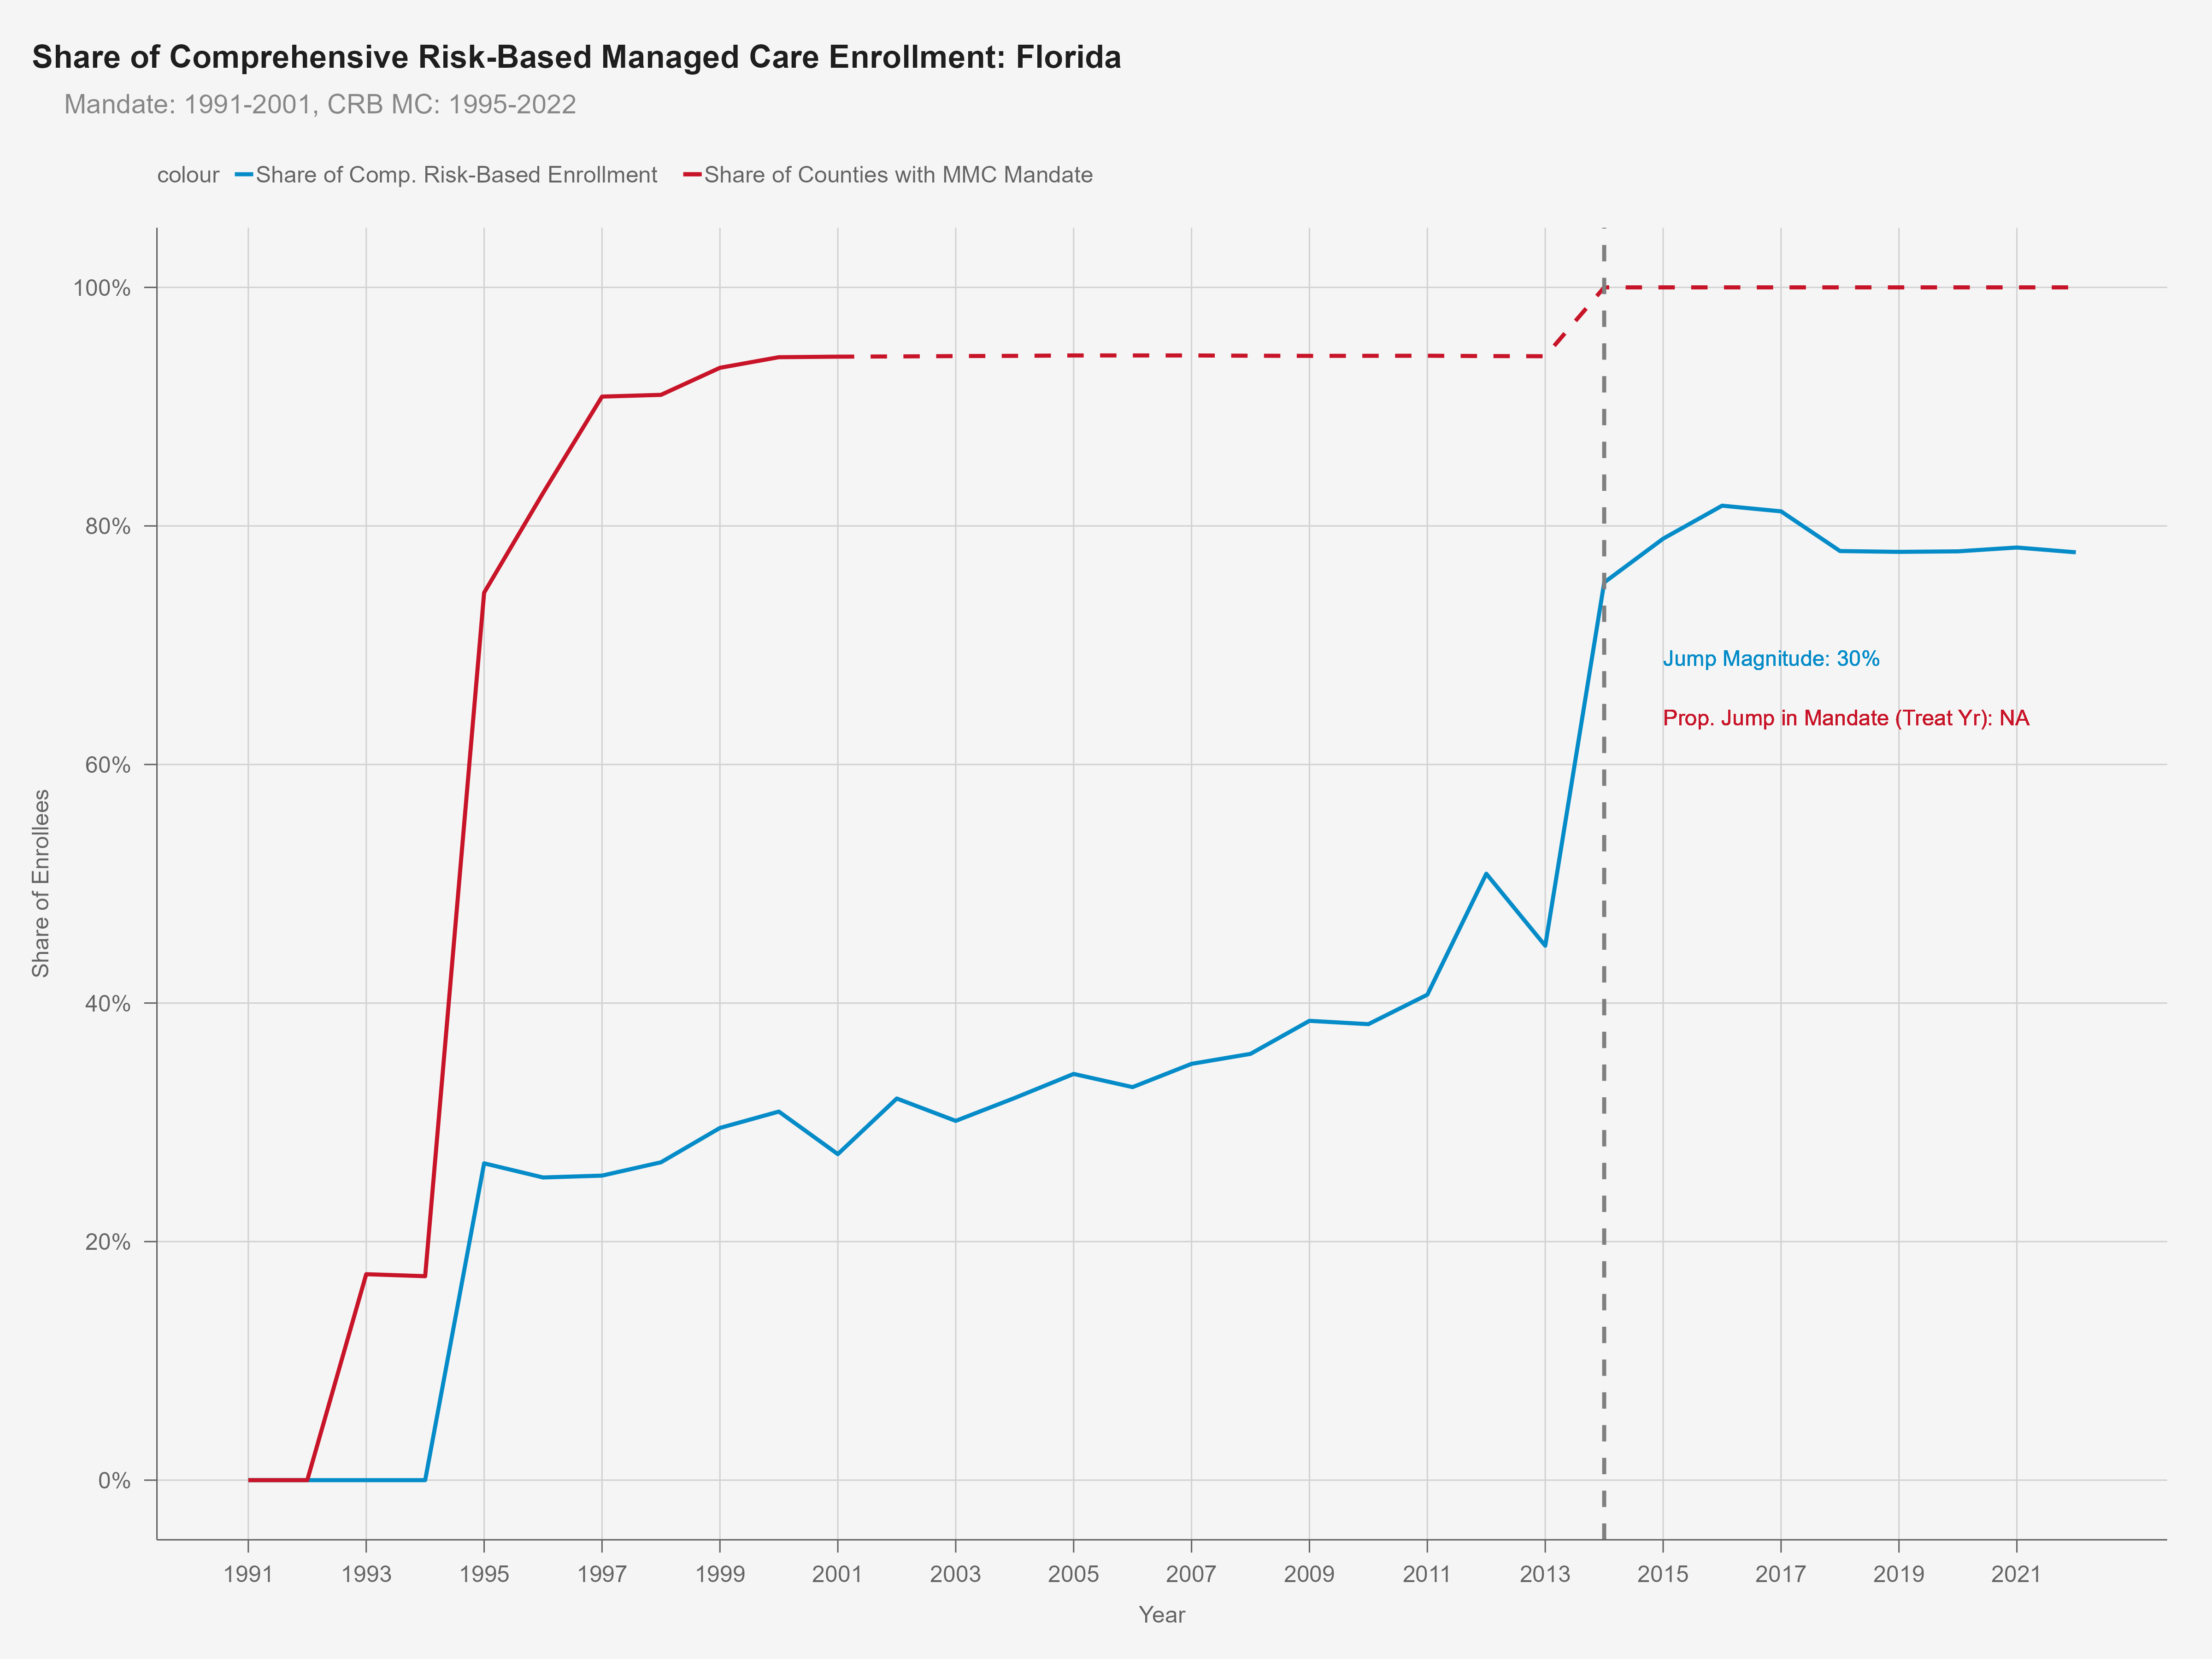 Share of Comprehensive Risk-Based Managed Care Enrollment: Florida
Mandate: 1991-2001, CRB MC: 1995-2022
colour Share of Comp. Risk-Based Enrollment Share of Counties with MMC Mandate
100%
80%
60%
40%
20%
0%
Share of Enrollees
Jump Magnitude: 30%
Prop. Jump in Mandate (Treat Yr): NA
1991 1993 1995 1997 1999 2001 2003 2005 2007 2009 2011 2013 2015 2017 2019 2021
Year